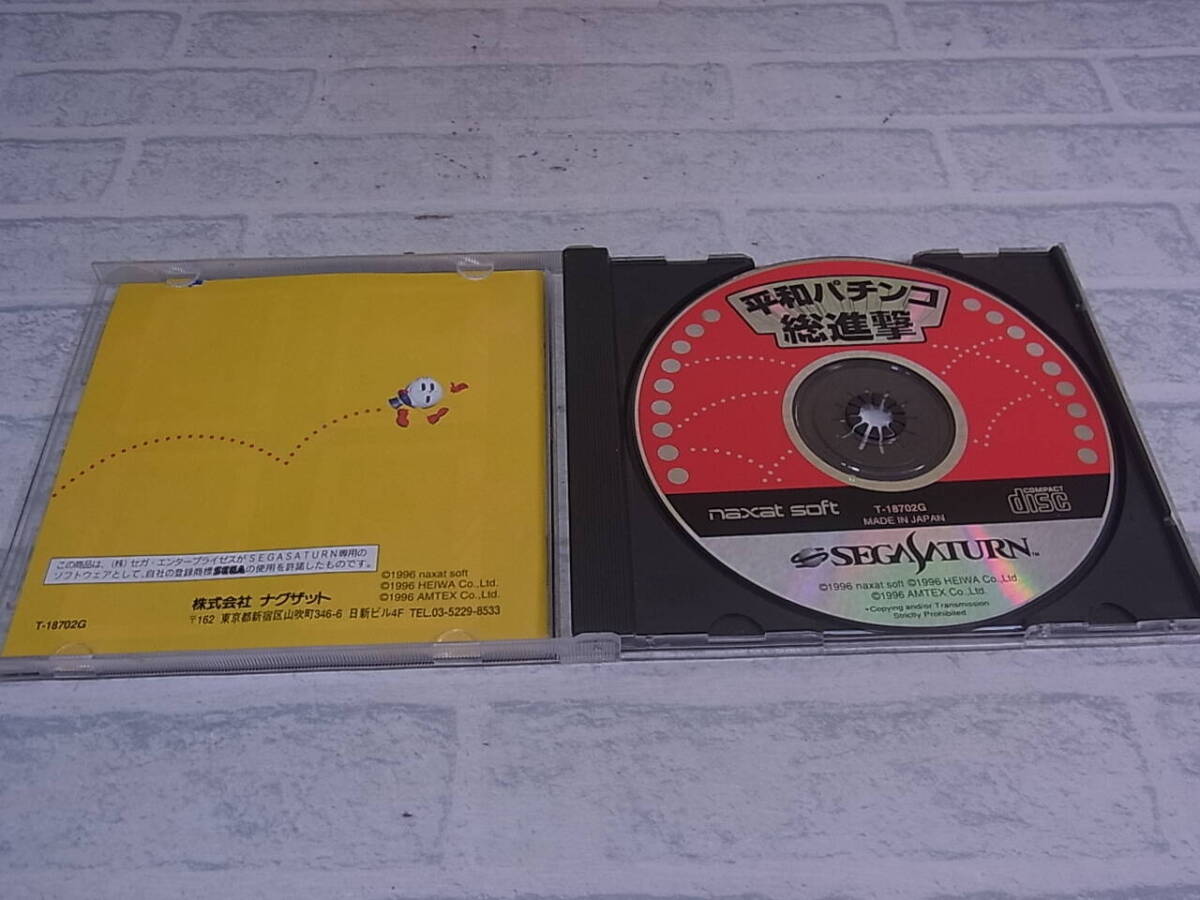 この商品は、(株)セガ・エンタープライゼスがSEGASATURN専用の
ソフトウェアとして、自社の登録商標SEGAの使用を許諾したものです。
©1996 naxat soft
©1996 HEIWA Co.,Ltd.
©1996 AMTEX Co.,Ltd.
株式会社 ナグザット
〒162 東京都新宿区山吹町346-6 日新ビル4F TEL.03-5229-8533
T-18702G
平和パチンコ
総進撃
naxat soft
T-18702G
MADE IN JAPAN
COMPACT
disc
SEGASATURN™
©1996 naxat soft ©1996 HEIWA Co.,Ltd
©1996 AMTEX Co.,Ltd.
•Copying and/or Transmission
Strictly Prohibited